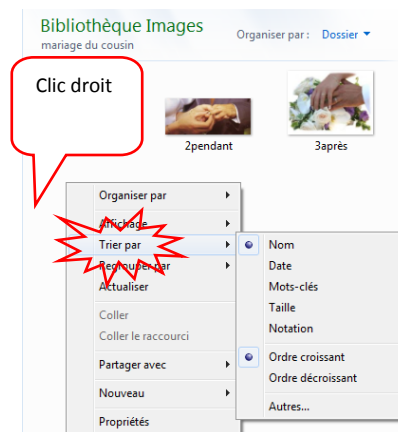 Bibliothèque Images
mariage du cousin
Organiser par : Dossier
Clic droit
2pendant
3après
Organiser par
Affichage
Trier par
Regrouper par
Actualiser
Coller
Coller le raccourci
Partager avec
Nouveau
Propriétés
Nom
Date
Mots-clés
Taille
Notation
Ordre croissant
Ordre décroissant
Autres...